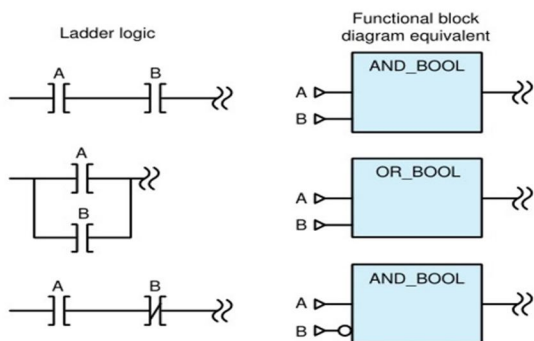 Ladder logic
Functional block
diagram equivalent
A
B
AND_BOOL
A
B
A
B
OR_BOOL
A
B
A
B
AND_BOOL
A
B